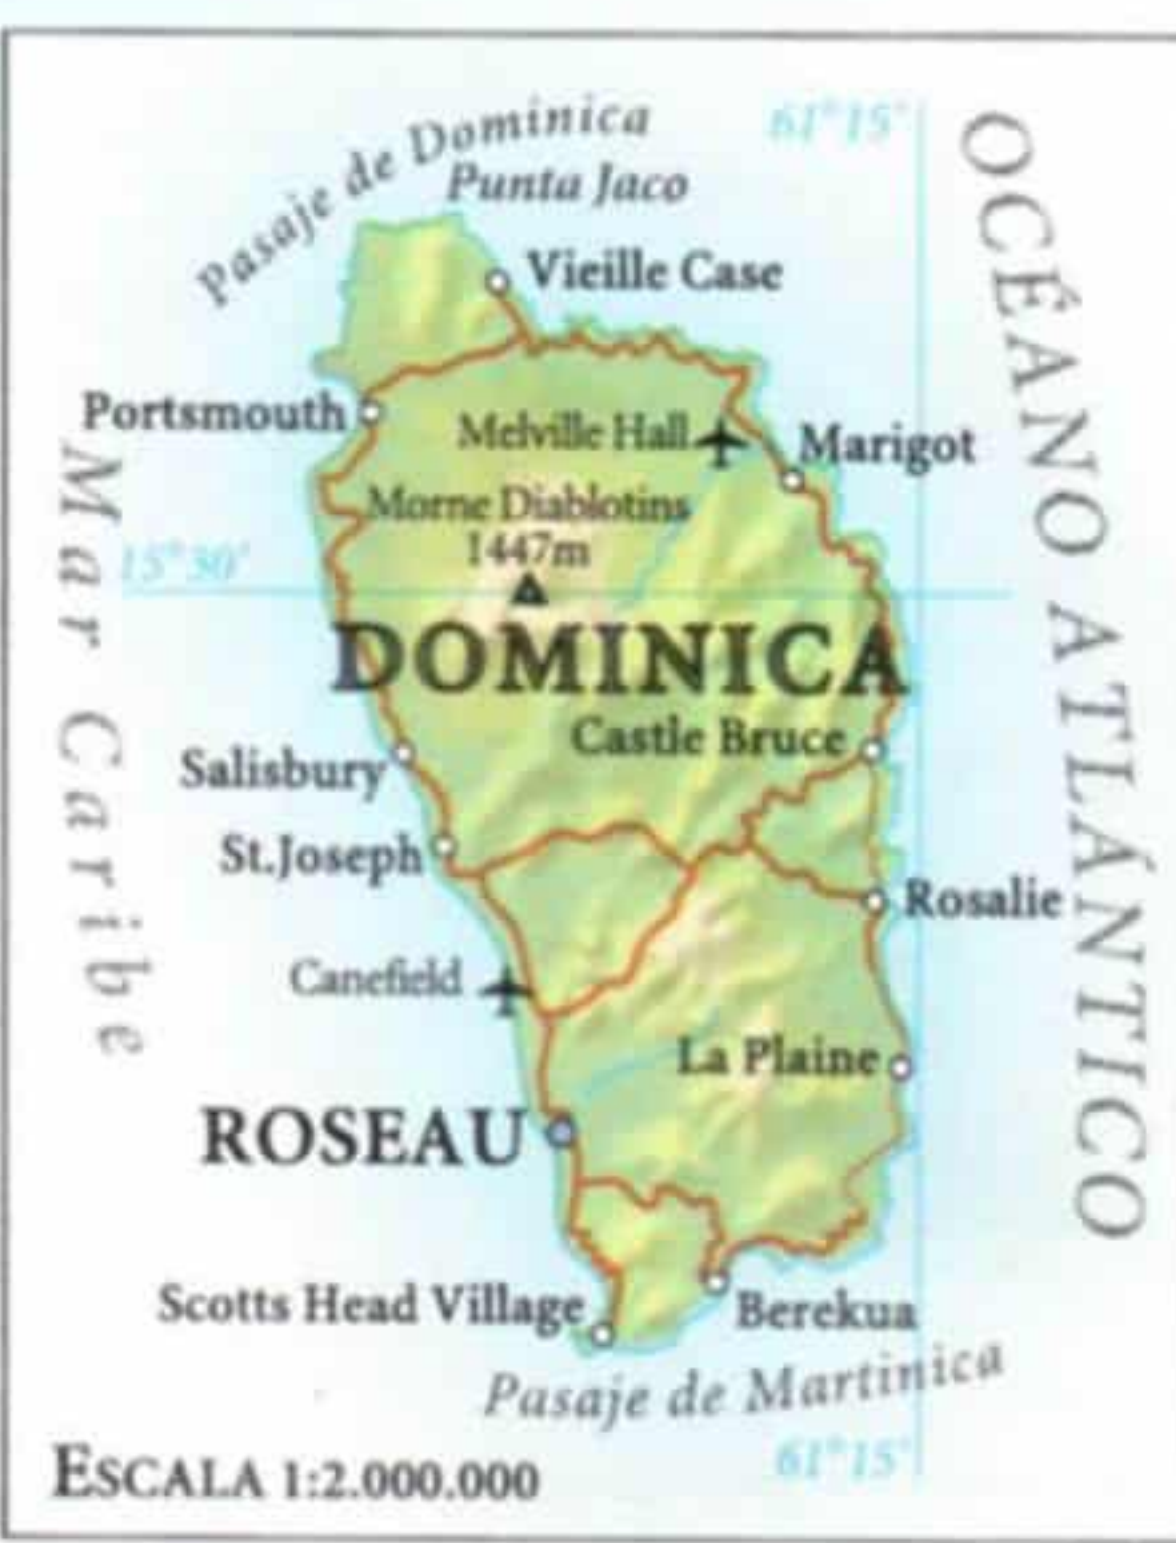 Pasaje de Dominica
61°15'
Punta Jaco
OCÉANO ATLÁNTICO
Vieille Case
Portsmouth
Melville Hall
Marigot
Mar Caribe
Morne Diablotins
1447m
15°30'
DOMINICA
Castle Bruce
Salisbury
St.Joseph
Rosalie
Canefield
La Plaine
ROSEAU
Scotts Head Village
Berekua
Pasaje de Martinica
61°15'
ESCALA 1:2.000.000